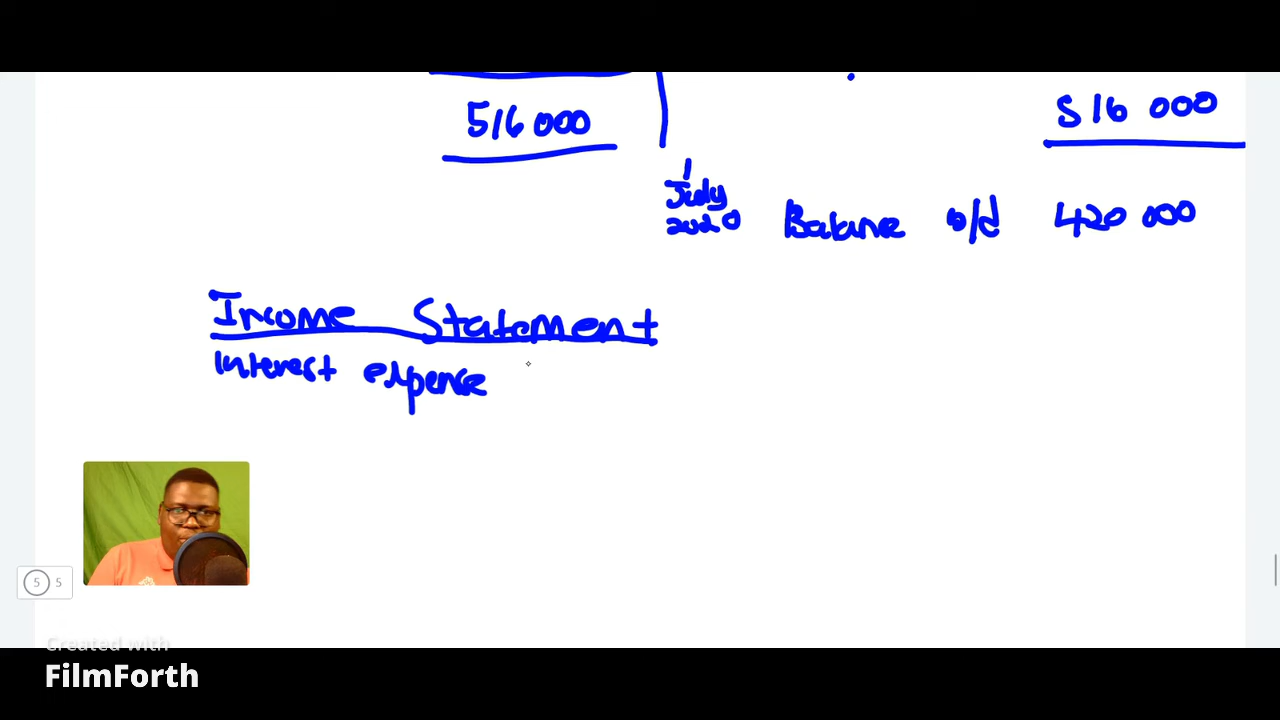 516 000
516 000
1 July 2020 Balance b/d 420 000
Income Statement
Interest expense
5 5
Created with
FilmForth